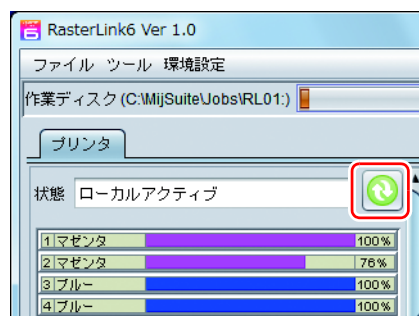 RasterLink6 Ver 1.0
ファイル ツール 環境設定
作業ディスク(C:\MijSuite\Jobs\RL01:)
プリンタ
状態 ローカルアクティブ
1 マゼンタ 100%
2 マゼンタ 76%
3 ブルー 100%
4 ブルー 100%